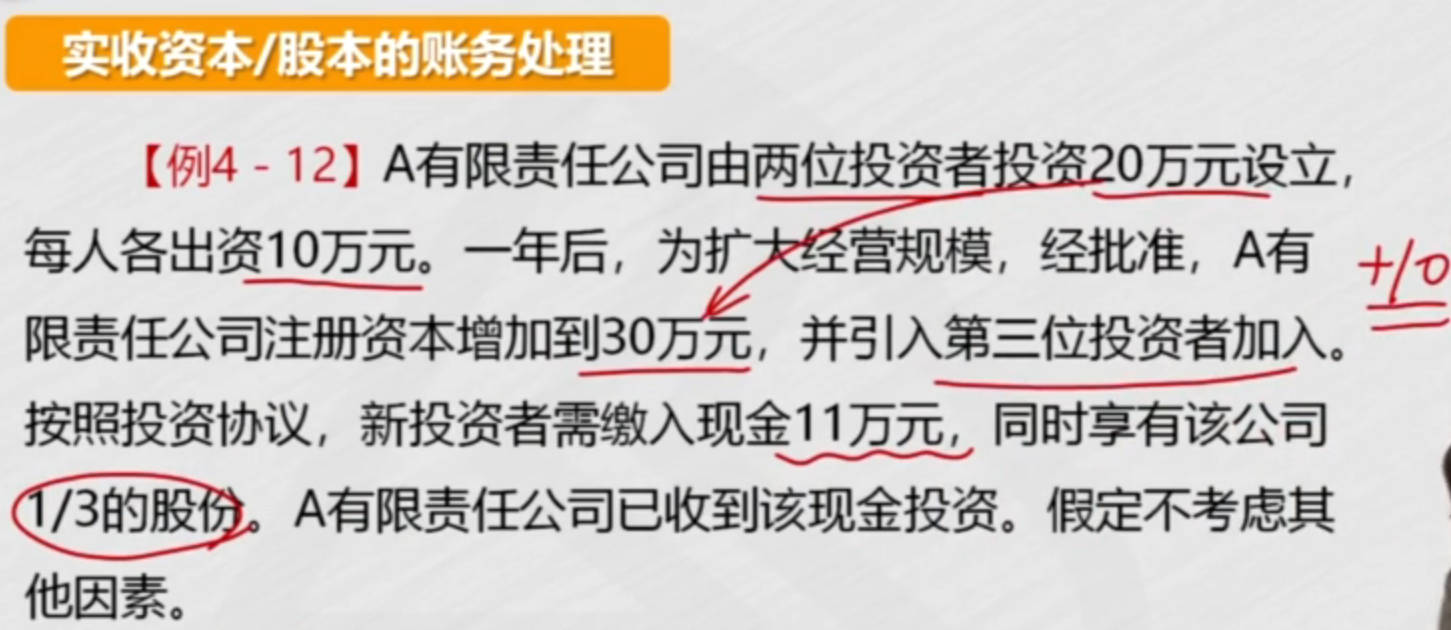 实收资本/股本的账务处理
【例4-12】A有限责任公司由两位投资者投资20万元设立,
每人各出资10万元。一年后,为扩大经营规模,经批准,A有
限责任公司注册资本增加到30万元,并引入第三位投资者加入。
+10
按照投资协议,新投资者需缴入现金11万元,同时享有该公司
1/3的股份。A有限责任公司已收到该现金投资。假定不考虑其
他因素。